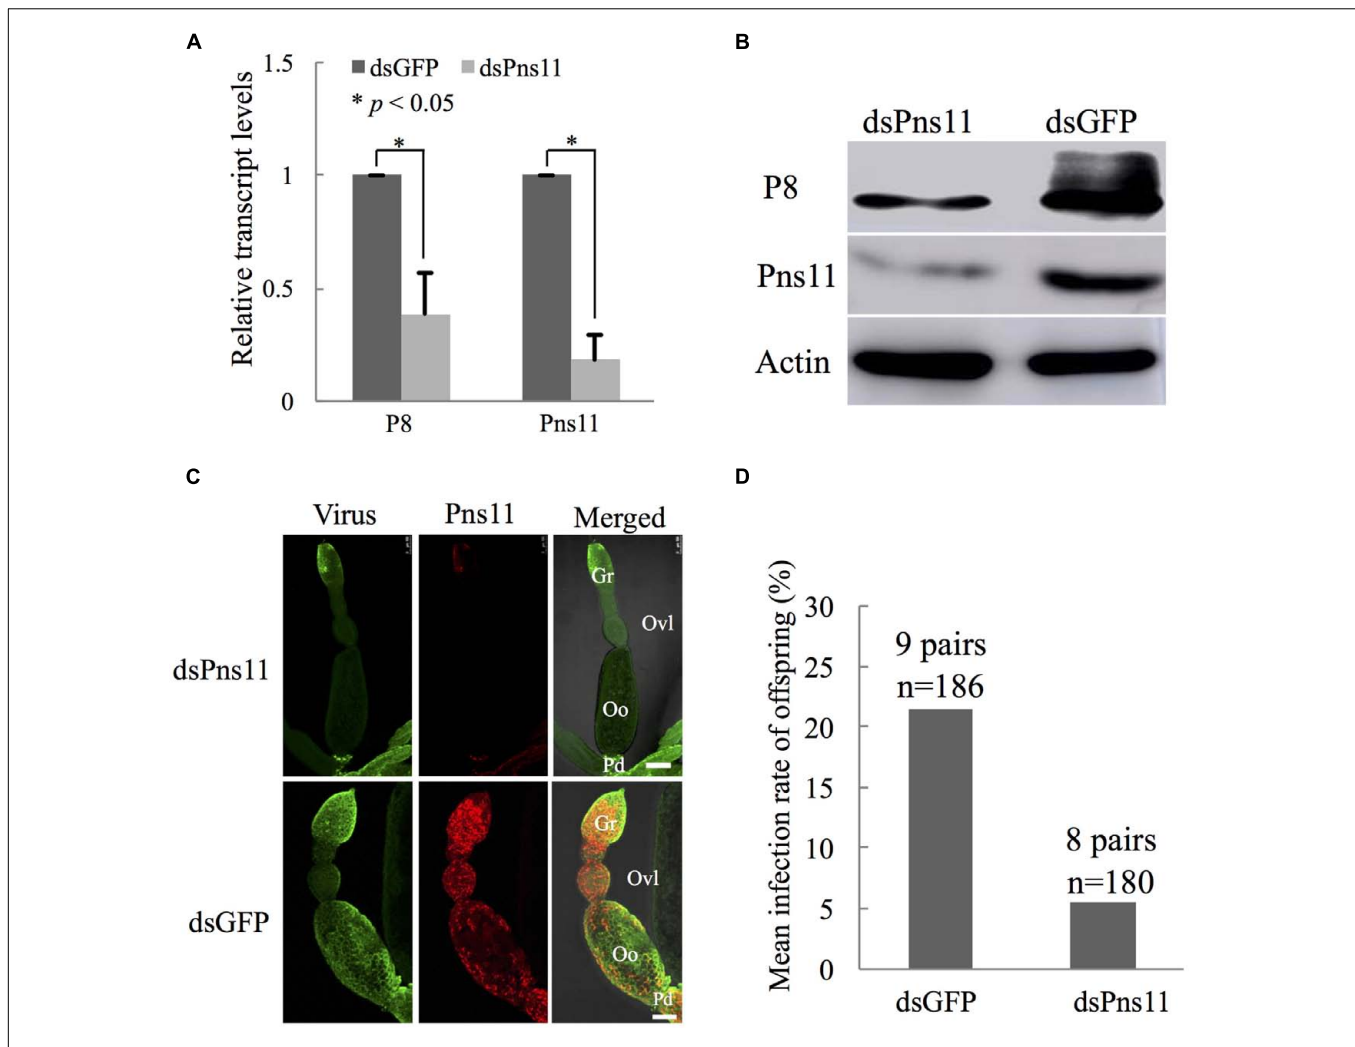 A
Relative transcript levels
1.5
1
0.5
0
dsGFP dsPns11
* p < 0.05
*
*
P8
Pns11
B
dsPns11 dsGFP
P8
Pns11
Actin
C
Virus Pns11 Merged
dsPns11
Gr
Ovl
Oo
Pd
dsGFP
Gr
Ovl
Oo
Pd
D
Mean infection rate of offspring (%)
30
25
20
15
10
5
0
9 pairs
n=186
8 pairs
n=180
dsGFP
dsPns11